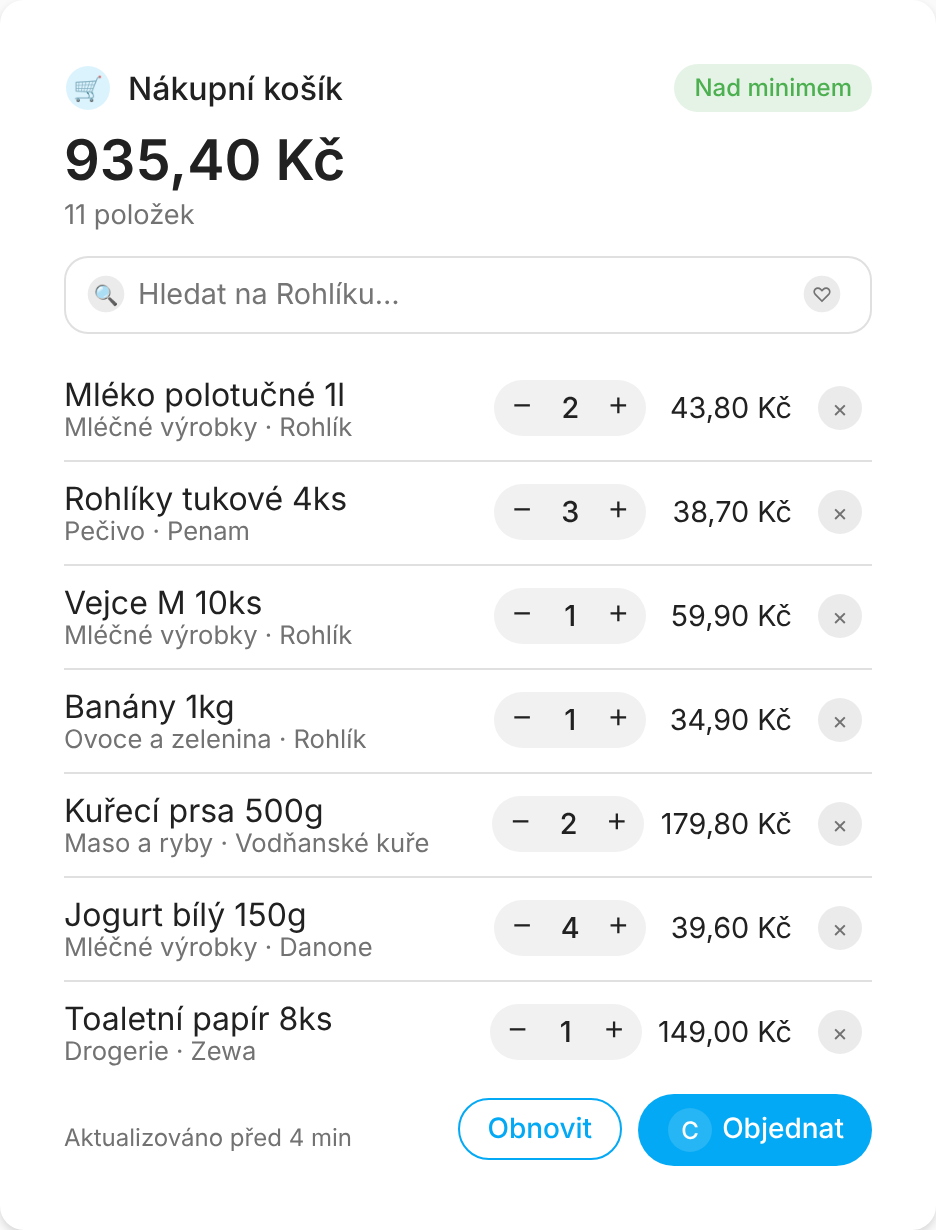 Nákupní košík
Nad minimem
935,40 Kč
11 položek
Hledat na Rohlíku...
Mléko polotučné 1l
Mléčné výrobky · Rohlík
− 2 + 43,80 Kč ×
Rohlíky tukové 4ks
Pečivo · Penam
− 3 + 38,70 Kč ×
Vejce M 10ks
Mléčné výrobky · Rohlík
− 1 + 59,90 Kč ×
Banány 1kg
Ovoce a zelenina · Rohlík
− 1 + 34,90 Kč ×
Kuřecí prsa 500g
Maso a ryby · Vodňanské kuře
− 2 + 179,80 Kč ×
Jogurt bílý 150g
Mléčné výrobky · Danone
− 4 + 39,60 Kč ×
Toaletní papír 8ks
Drogerie · Zewa
− 1 + 149,00 Kč ×
Aktualizováno před 4 min
Obnovit
C Objednat